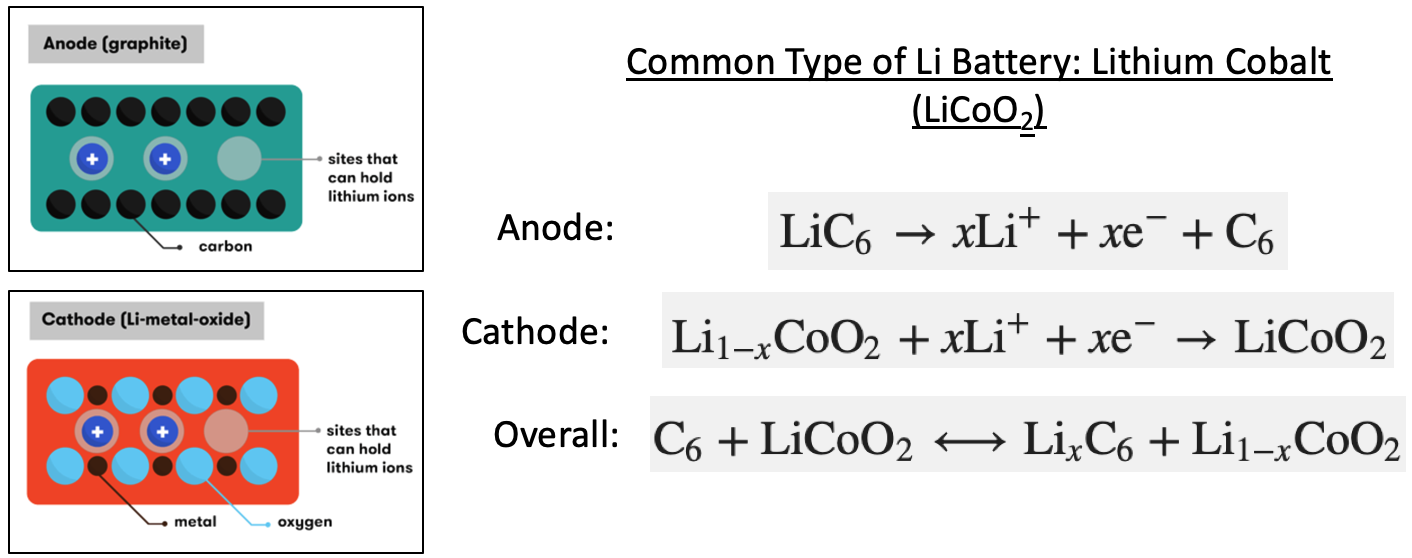 Anode (graphite)
+ +
sites that
can hold
lithium ions
carbon
Cathode (Li-metal-oxide)
+ +
sites that
can hold
lithium ions
metal
oxygen
Common Type of Li Battery: Lithium Cobalt
(LiCoO₂)
Anode: LiC₆ → xLi⁺ + xe⁻ + C₆
Cathode: Li₁₋ₓCoO₂ + xLi⁺ + xe⁻ → LiCoO₂
Overall: C₆ + LiCoO₂ ⟷ LiₓC₆ + Li₁₋ₓCoO₂